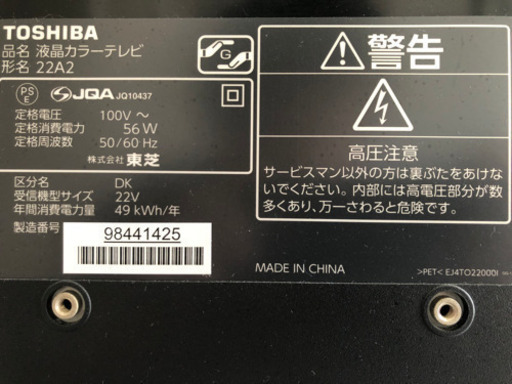 TOSHIBA
品名 液晶カラーテレビ
形名 22A2
G
PS
E
JQA JQ10437
定格電圧 100V ～
定格消費電力 56 W
定格周波数 50/60 Hz
株式会社 東芝
区分名 DK
受信機型サイズ 22V
年間消費電力量 49 kWh/年
製造番号
98441425
警告
高圧注意
サービスマン以外の方は裏ぶたをあけな
いでください。内部には高電圧部分が数
多くあり、万一さわると危険です。
MADE IN CHINA
>PET< EJ4TO22000I